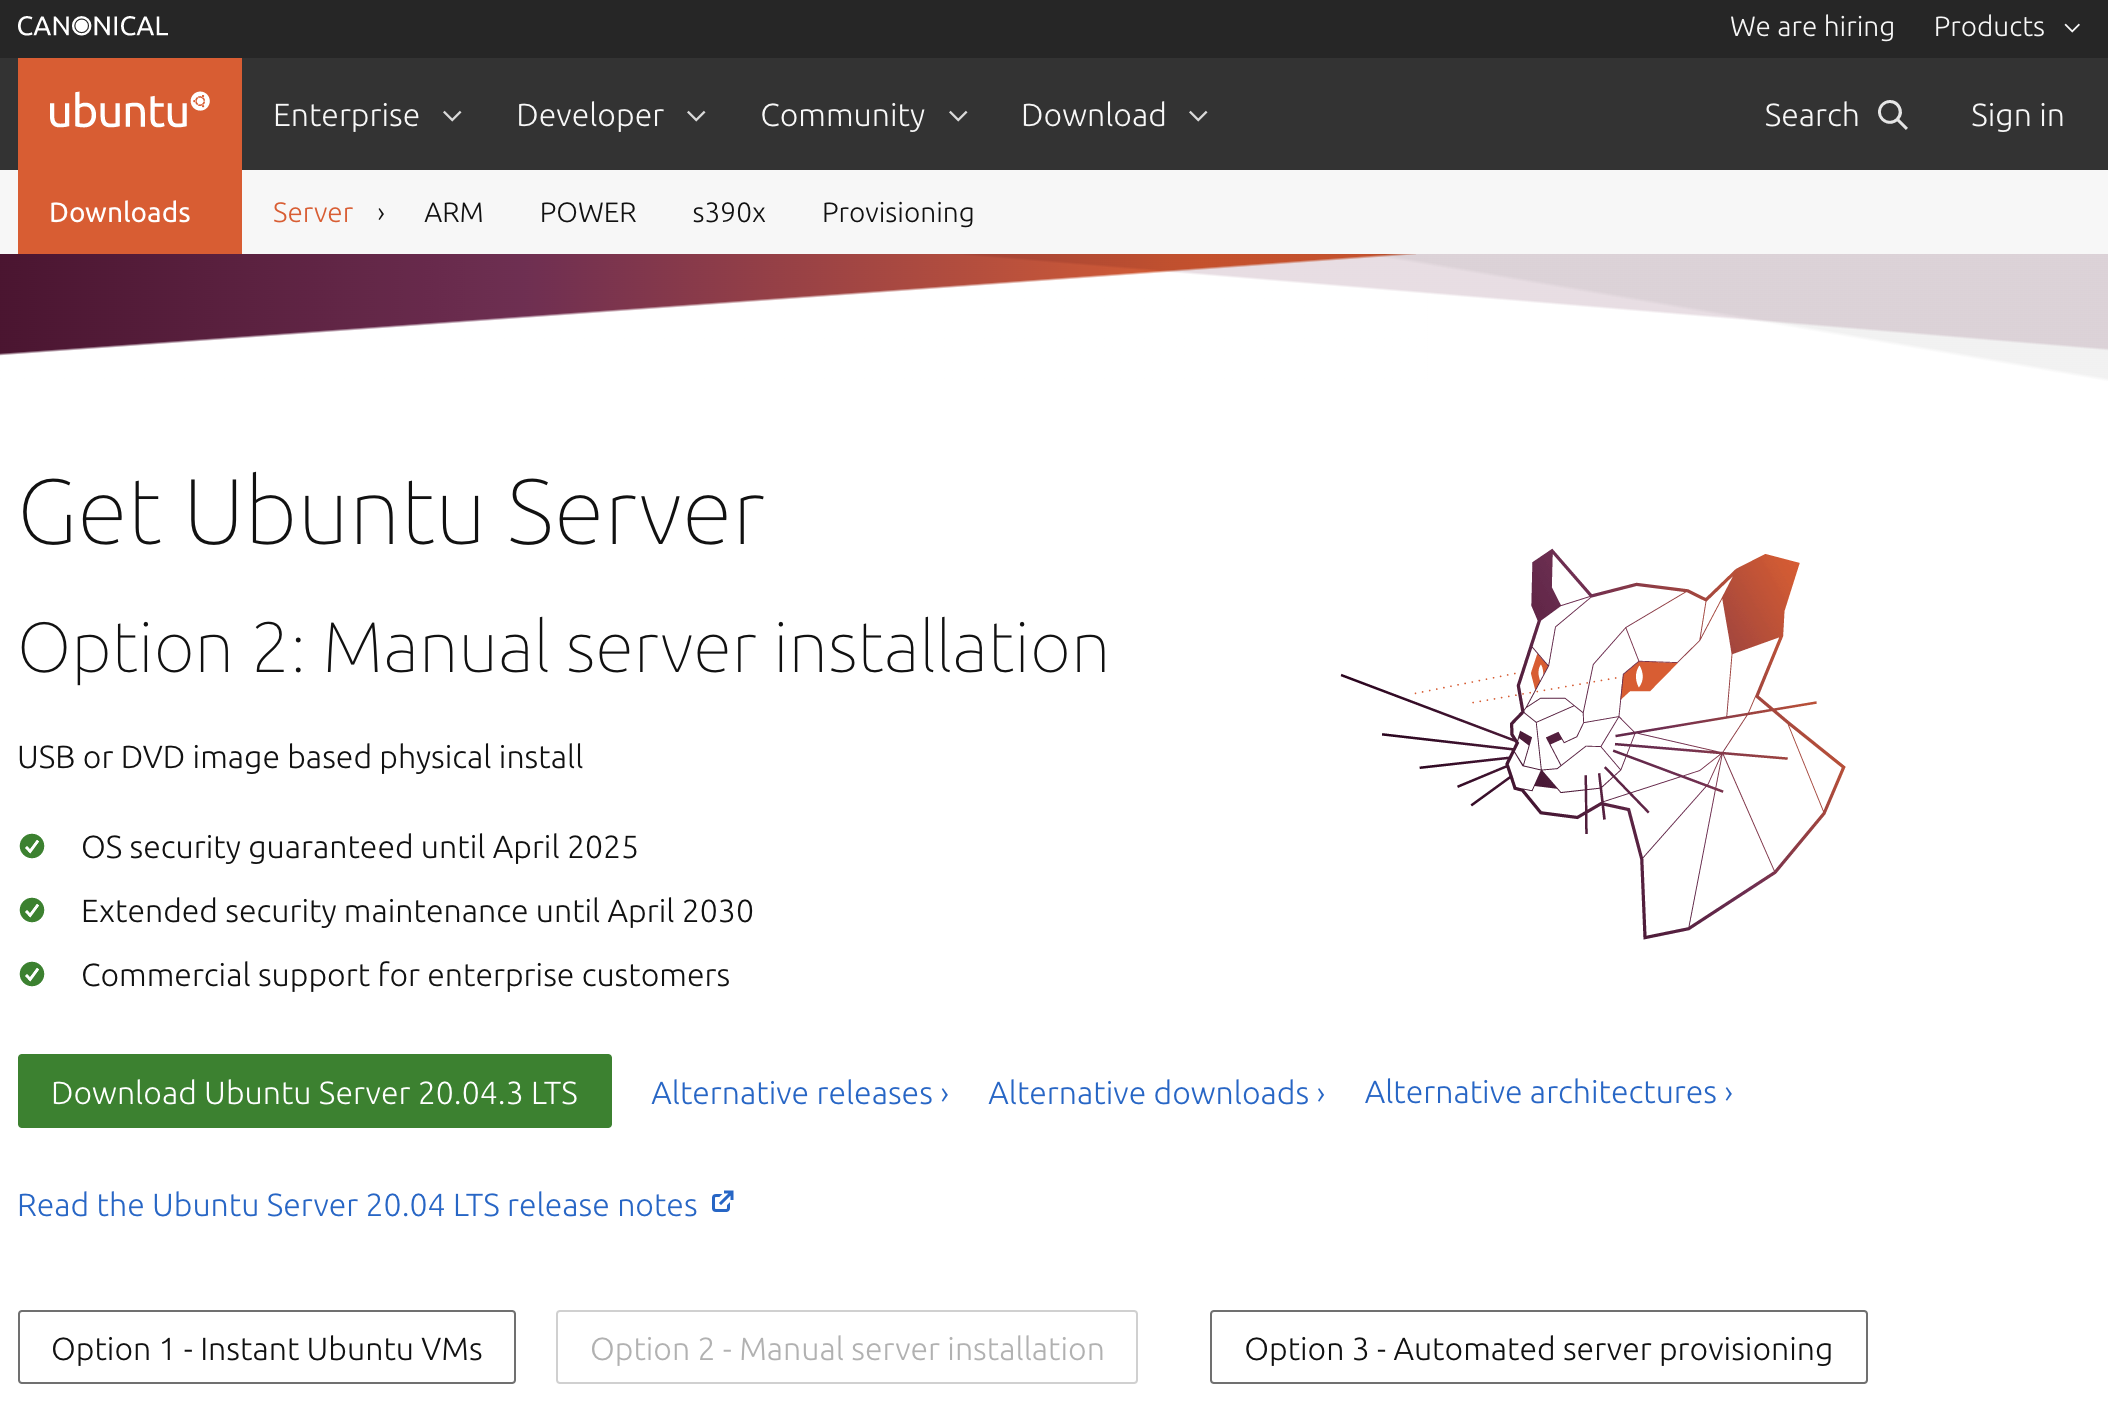 CANONICAL
We are hiring
Products
ubuntu
Enterprise
Developer
Community
Download
Search
Sign in
Downloads
Server ›
ARM
POWER
s390x
Provisioning
Get Ubuntu Server
Option 2: Manual server installation
USB or DVD image based physical install
OS security guaranteed until April 2025
Extended security maintenance until April 2030
Commercial support for enterprise customers
Download Ubuntu Server 20.04.3 LTS
Alternative releases ›
Alternative downloads ›
Alternative architectures ›
Read the Ubuntu Server 20.04 LTS release notes
Option 1 - Instant Ubuntu VMs
Option 2 - Manual server installation
Option 3 - Automated server provisioning